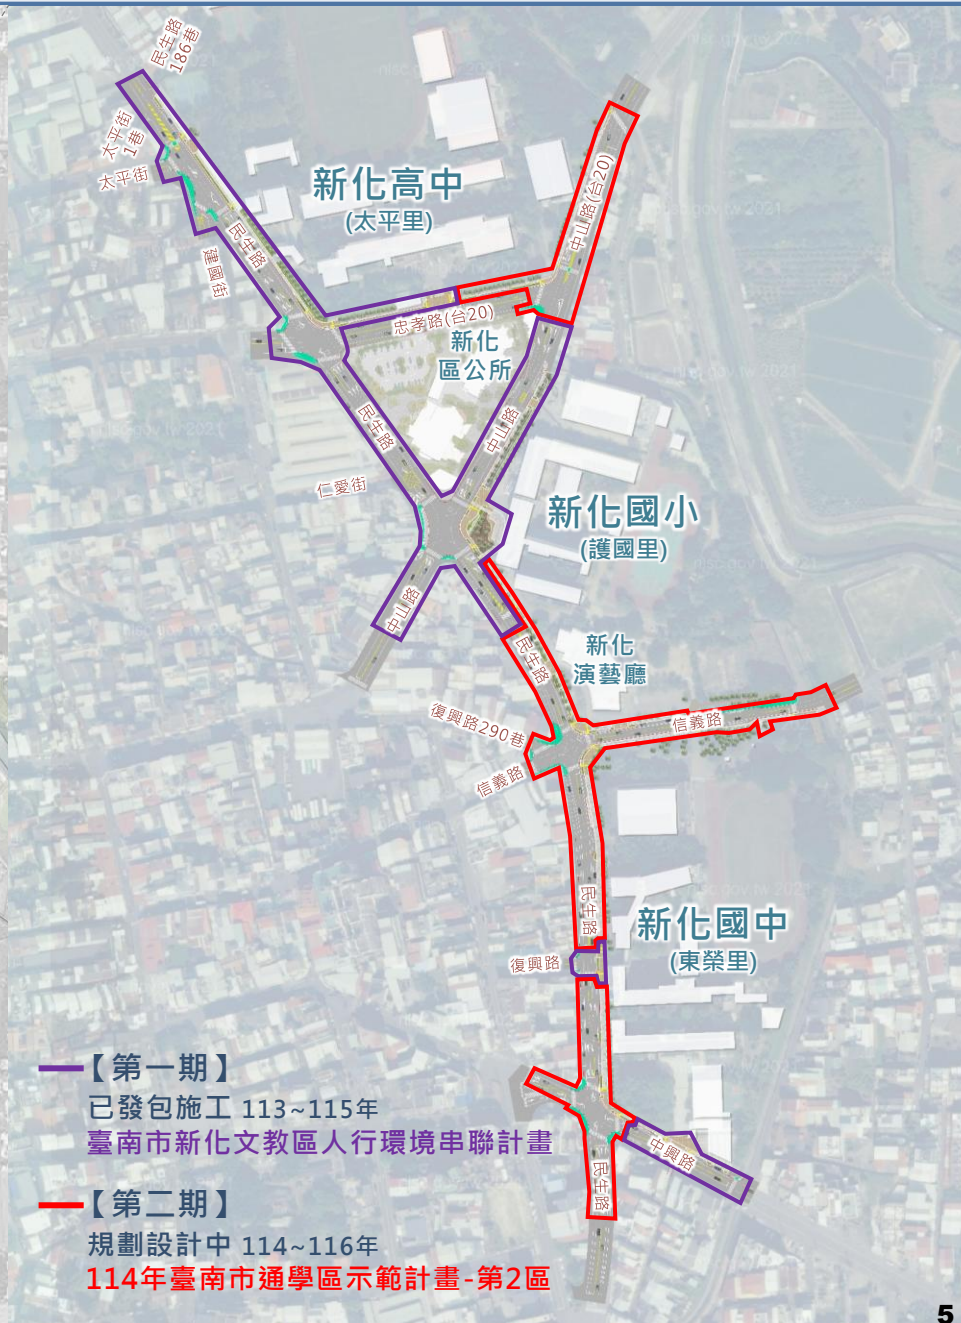 民生路
186巷
太平街
1巷
太平街
新化高中
(太平里)
中山路(台20)
民生路
建國街
忠孝路(台20)
新化
區公所
民生路
中山路
仁愛街
新化國小
(護國里)
中山路
民生路
新化
演藝廳
復興路290巷
信義路
信義路
民生路
新化國中
(東榮里)
復興路
【第一期】
已發包施工 113~115年
臺南市新化文教區人行環境串聯計畫
中興路
民生路
【第二期】
規劃設計中 114~116年
114年臺南市通學區示範計畫-第2區
5